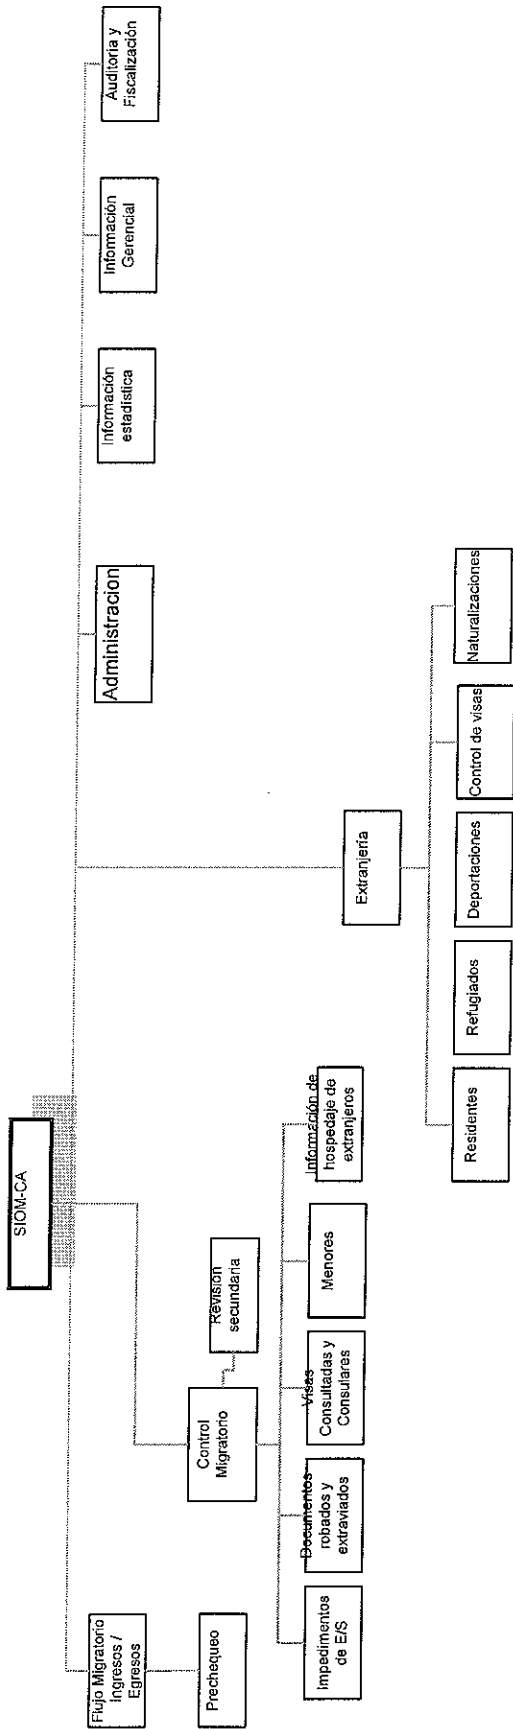 SIOM-CA
Flujo Migratorio
Ingresos /
Egresos
Prechequeo
Control
Migratorio
Revisión
secundaria
Impedimentos
de E/S
Documentos
robados y
extraviados
Visas
Consultadas y
Consulares
Menores
Información de
hospedaje de
extranjeros
Extranjería
Residentes
Refugiados
Deportaciones
Control de visas
Naturalizaciones
Administracion
Información
estadística
Información
Gerencial
Auditoria y
Fiscalización